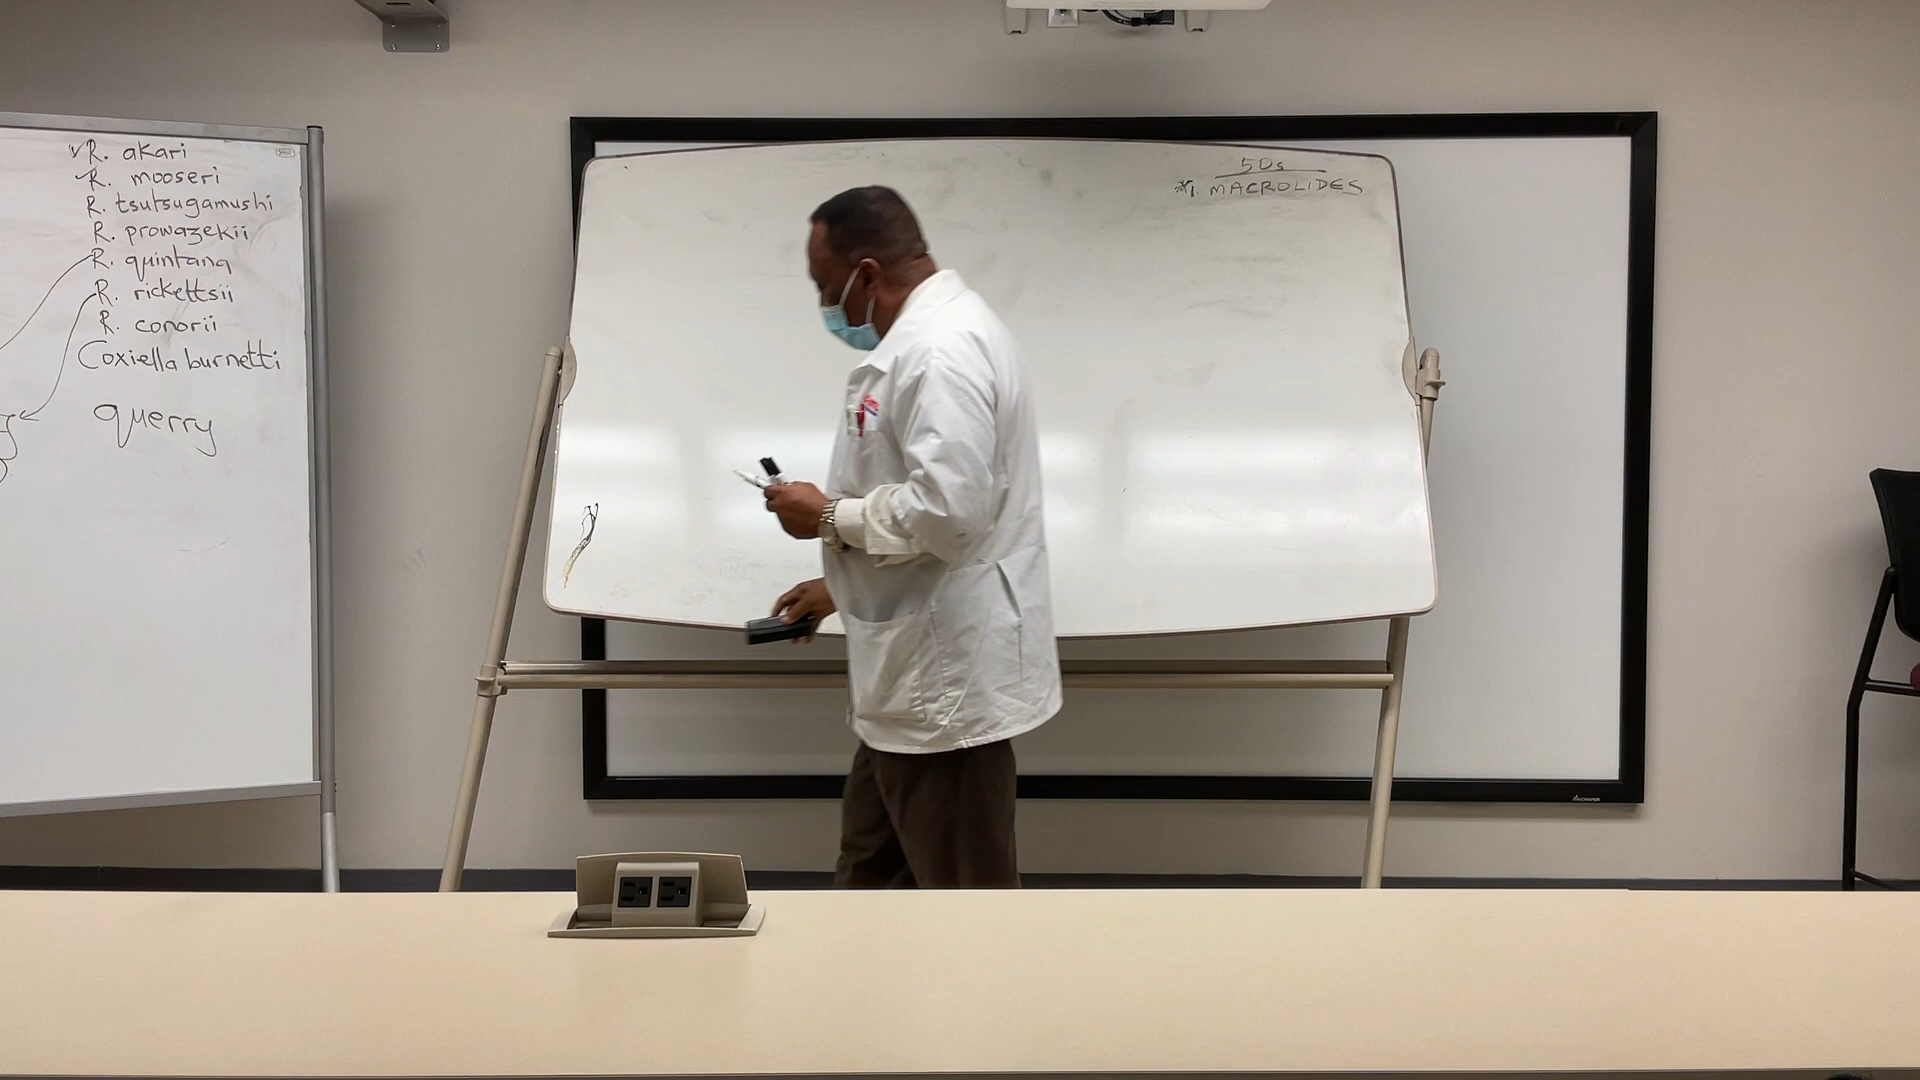 R. akari
R. mooseri
R. tsutsugamushi
R. prowazekii
R. quintana
R. rickettsii
R. conorii
Coxiella burnetti
querry
50s
*1. MACROLIDES